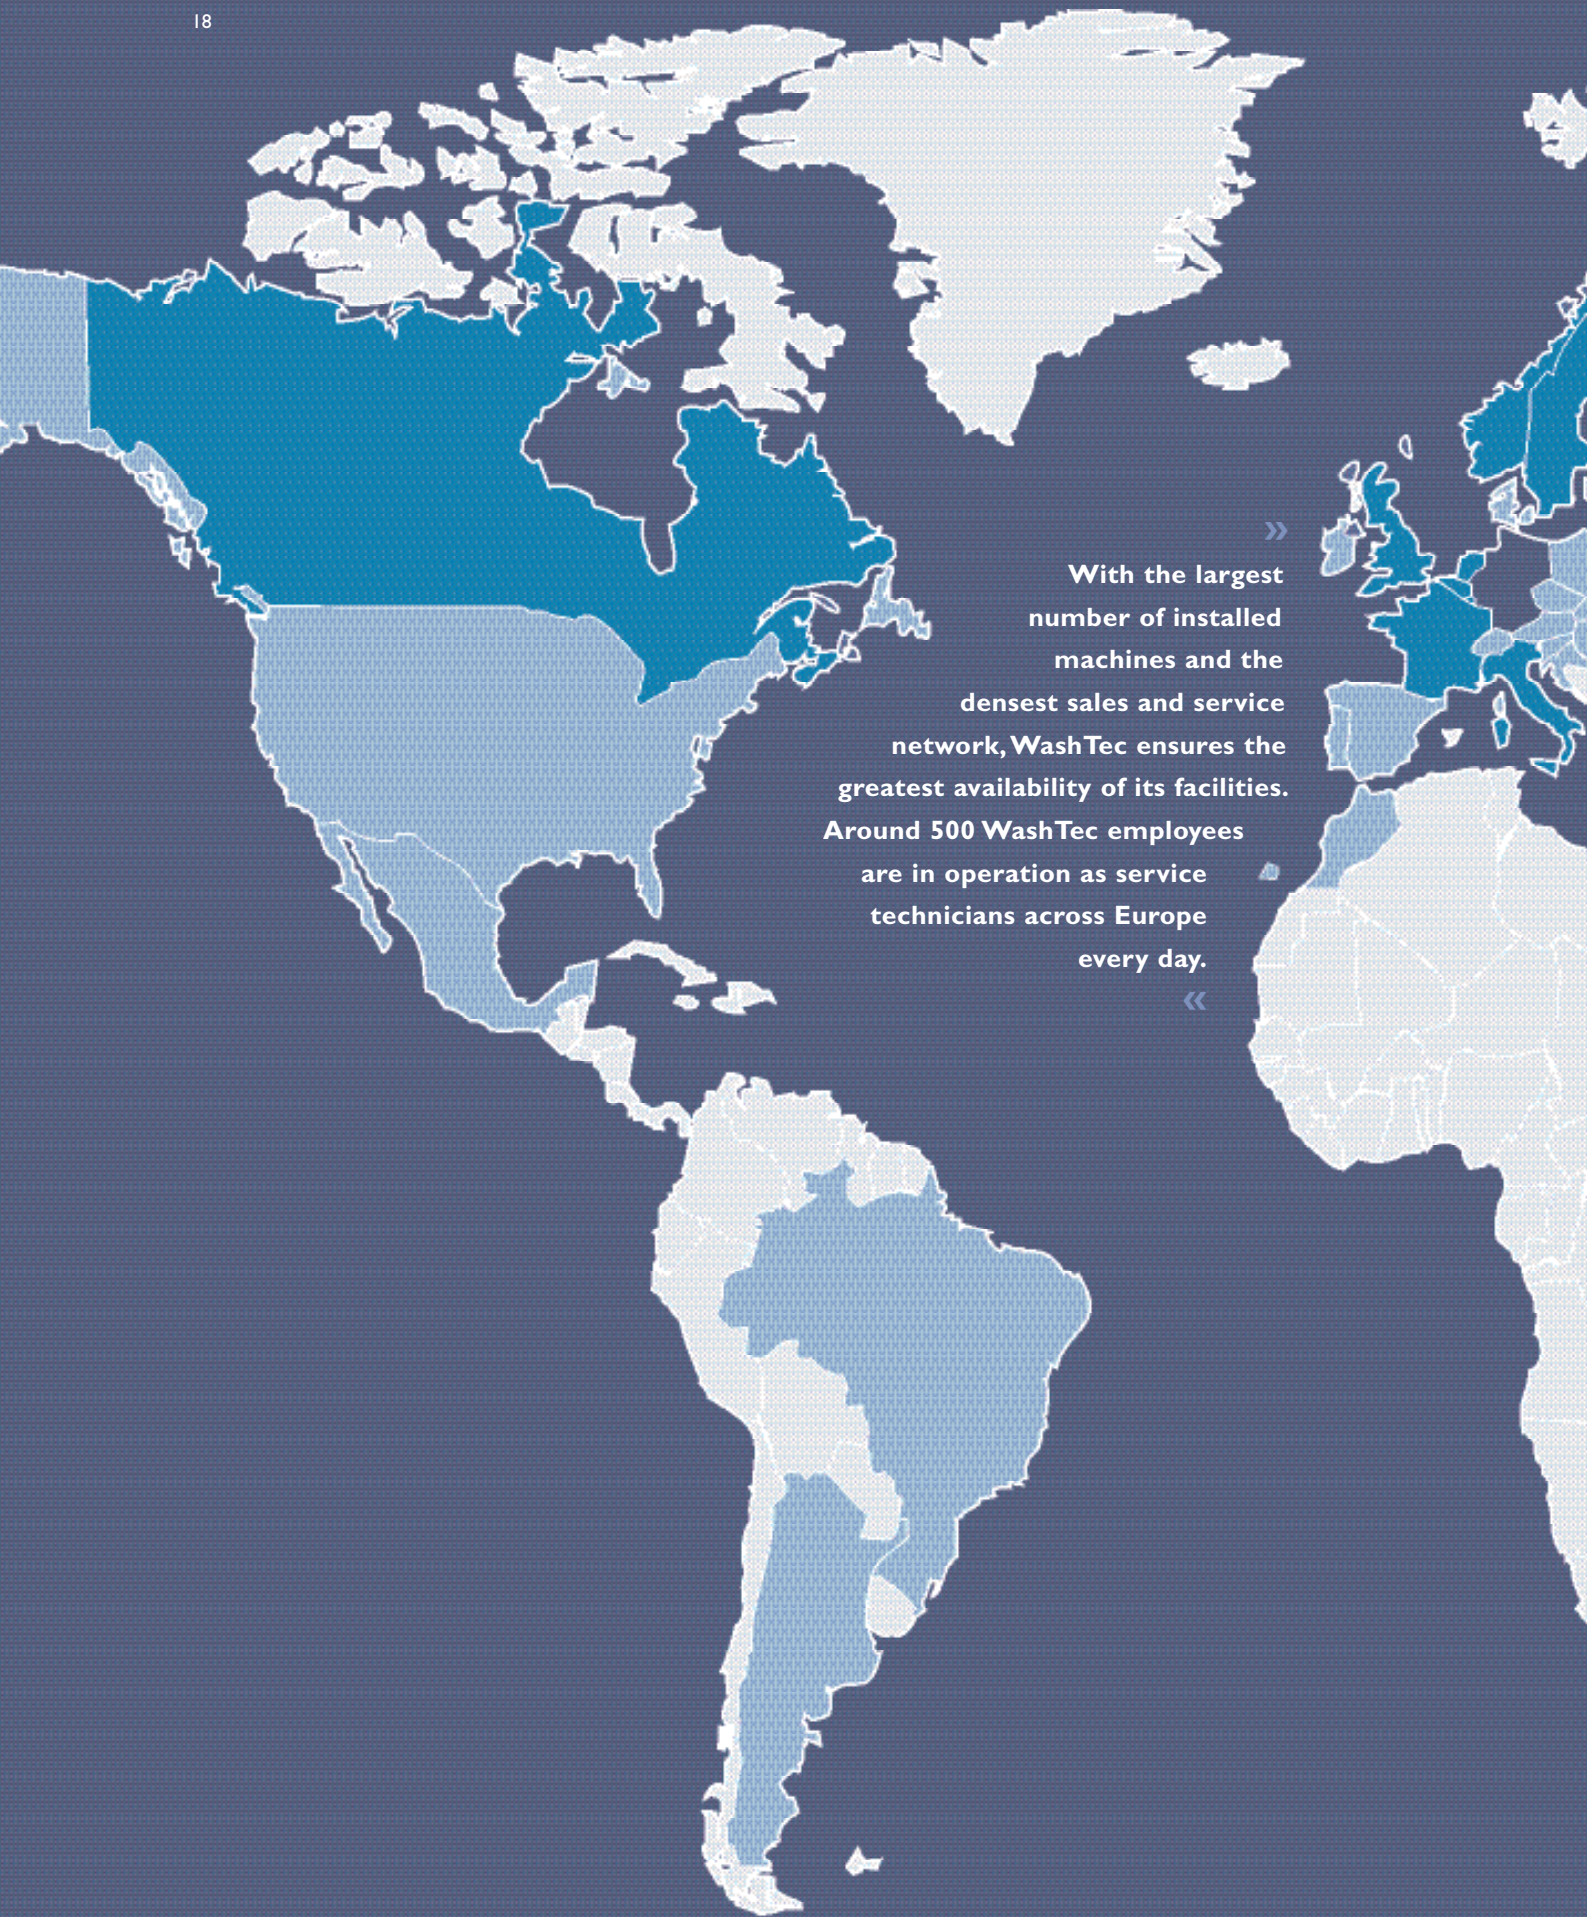 18
»
With the largest
number of installed
machines and the
densest sales and service
network, WashTec ensures the
greatest availability of its facilities.
Around 500 WashTec employees
are in operation as service
technicians across Europe
every day.
«